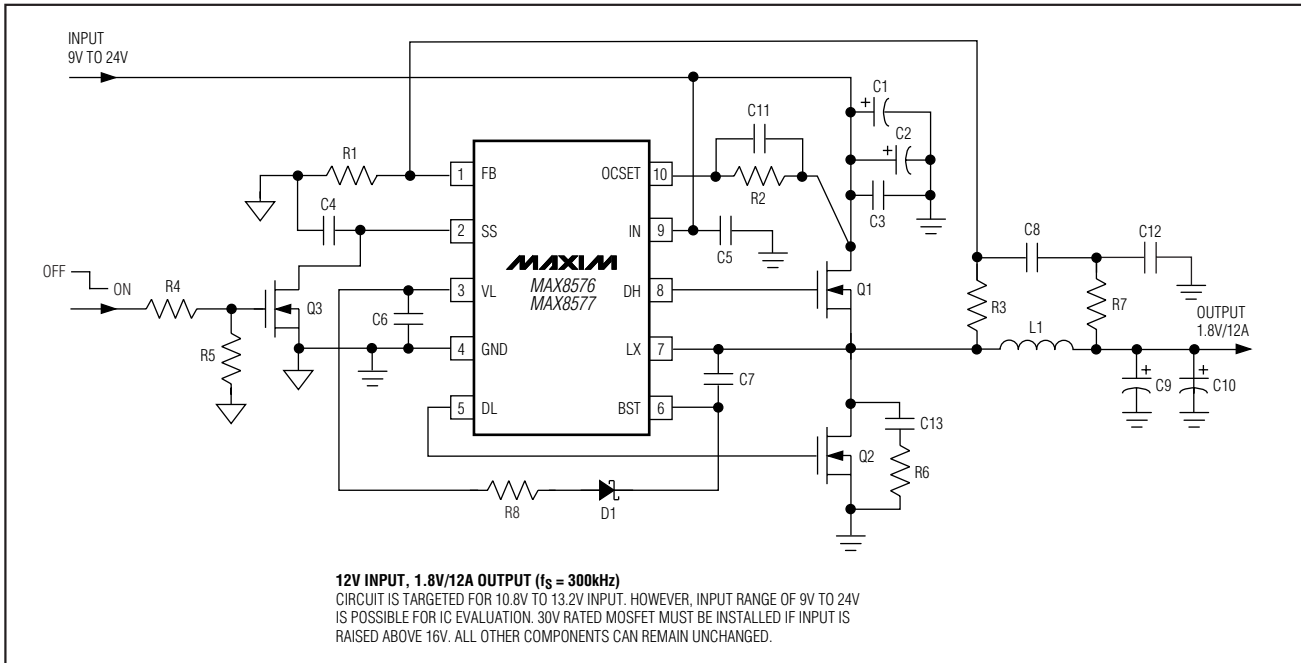 INPUT
9V TO 24V
C1
C11
C2
R1
1
FB
OCSET
10
R2
C3
C4
2
SS
IN
9
C5
C8
C12
OFF
ON
R4
Q3
MAXIM
MAX8576
MAX8577
3
VL
DH
8
Q1
R3
R7
OUTPUT
1.8V/12A
C6
R5
4
GND
LX
7
L1
C7
C9
C10
5
DL
BST
6
C13
Q2
R6
R8
D1
12V INPUT, 1.8V/12A OUTPUT (fS = 300kHz)
CIRCUIT IS TARGETED FOR 10.8V TO 13.2V INPUT. HOWEVER, INPUT RANGE OF 9V TO 24V
IS POSSIBLE FOR IC EVALUATION. 30V RATED MOSFET MUST BE INSTALLED IF INPUT IS
RAISED ABOVE 16V. ALL OTHER COMPONENTS CAN REMAIN UNCHANGED.